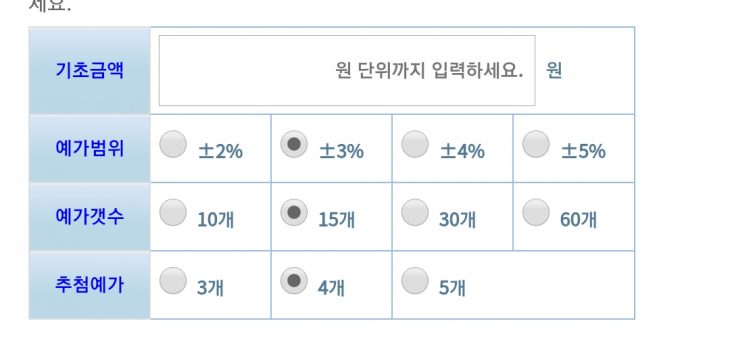 세요.
기초금액 원 단위까지 입력하세요. 원
예가범위 ±2% ±3% ±4% ±5%
예가갯수 10개 15개 30개 60개
추첨예가 3개 4개 5개